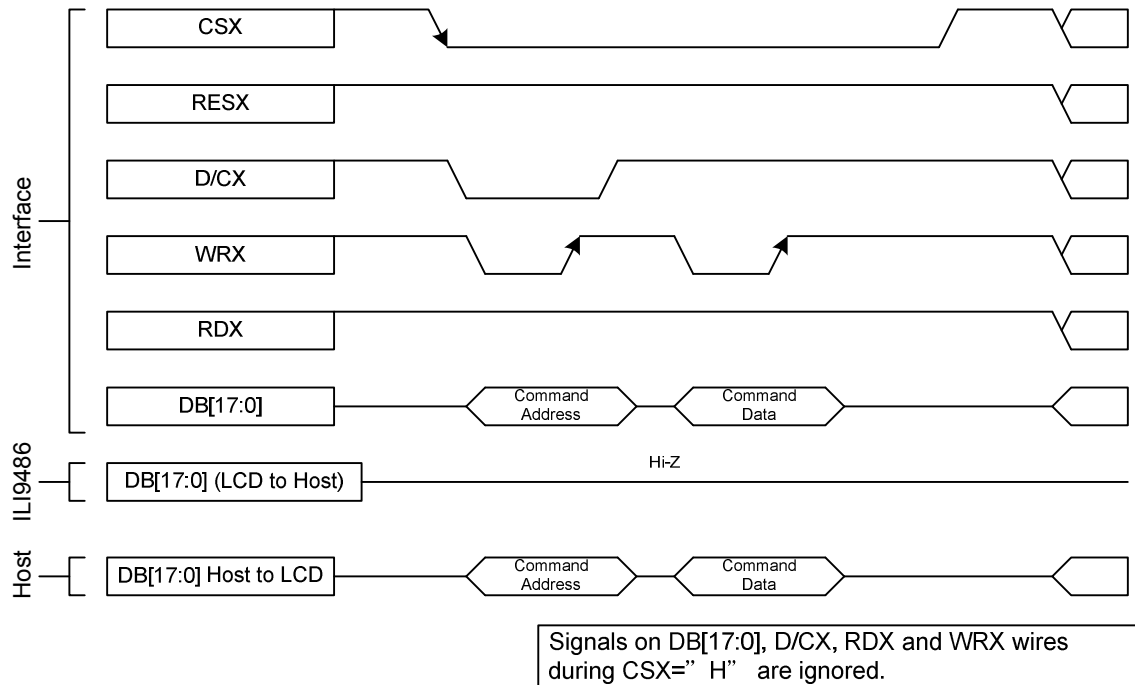 CSX
RESX
D/CX
WRX
RDX
DB[17:0]
Command
Address
Command
Data
Interface
Hi-Z
DB[17:0] (LCD to Host)
ILI9486
DB[17:0] Host to LCD
Command
Address
Command
Data
Host
Signals on DB[17:0], D/CX, RDX and WRX wires
during CSX=” H” are ignored.